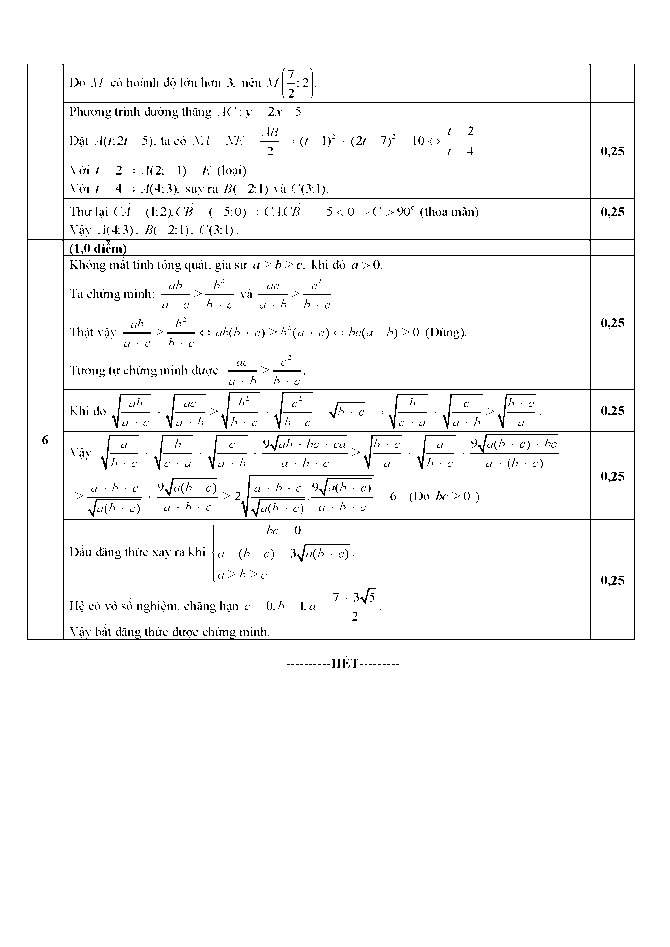 Do M có hoành độ lớn hơn 3, nên M(7/2; 2).
Phương trình đường thẳng AC: y 2x 5
Đặt A(t; 2t 5), ta có AB/2 (t 1)² (2t 7)² 10 ⇔ [t 2; t 4
Với t 2 A(2; 1) E (loại)
Với t 4 A(4; 3), suy ra B( 2; 1) và C(3; 1).
0,25
Thử lại CA (1; 2), CB ( 5; 0) CA.CB 5 < 0 C > 90° (thỏa mãn)
Vậy A(4; 3), B( 2; 1), C(3; 1).
0,25
6
(1,0 điểm)
Không mất tính tổng quát, giả sử a ≥ b ≥ c, khi đó a > 0.
Ta chứng minh: ab/(a c) ≥ b²/(b c) và ac/(a b) ≥ c²/(b c)
Thật vậy ab/(a c) ≥ b²/(b c) ⇔ ab(b c) ≥ b²(a c) ⇔ bc(a b) ≥ 0 (Đúng).
Tương tự chứng minh được ac/(a b) ≥ c²/(b c).
0,25
Khi đó √(ab/(a c)) √(ac/(a b)) ≥ √(b²/(b c)) √(c²/(b c)) √(b c) √(b/(c a)) √(c/(a b)) ≥ √((b c)/a).
0,25
Vậy √(a/(b c)) √(b/(c a)) √(c/(a b)) 9√(ab bc ca)/(a b c) ≥ √((b c)/a) √(a/(b c)) 9√(a(b c) bc)/(a (b c))
≥ (a b c)/√(a(b c)) 9√(a(b c))/(a b c) ≥ 2√((a b c)/√(a(b c)) . 9√(a(b c))/(a b c)) 6 (Do bc ≥ 0 )
0,25
Dấu đẳng thức xảy ra khi { bc 0; a (b c) 3√(a(b c)); a ≥ b ≥ c.
Hệ có vô số nghiệm, chẳng hạn c 0, b 1, a (7 3√5)/2.
Vậy bất đẳng thức được chứng minh.
0,25
----------HẾT---------